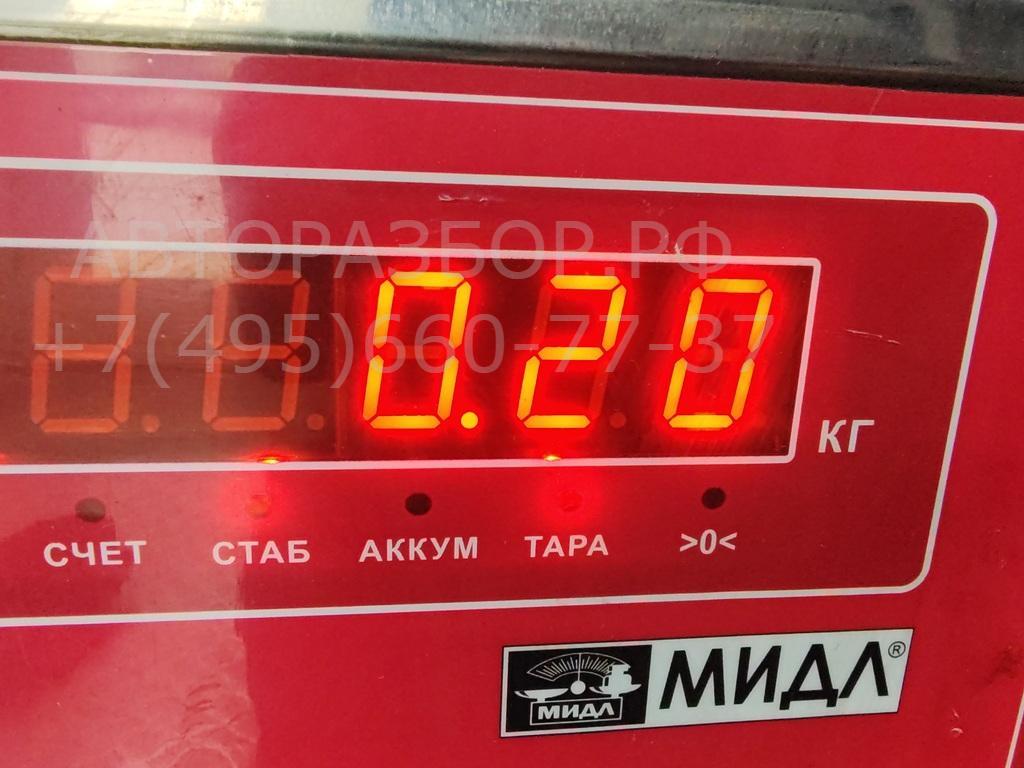 АВТОРАЗБОР.РФ
+7(495)660-77-37
0.20
КГ
СЧЕТ СТАБ АККУМ ТАРА >0<
МИДЛ МИДЛ®